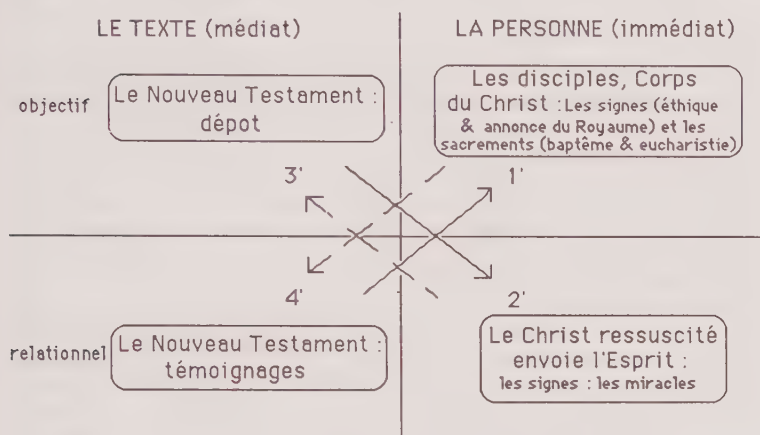 LE TEXTE (médiat)
LA PERSONNE (immédiat)
objectif
Le Nouveau Testament :
dépot
Les disciples, Corps
du Christ : Les signes (éthique
& annonce du Royaume) et les
sacrements (baptême & eucharistie)
3'
1'
4'
2'
relationnel
Le Nouveau Testament :
témoignages
Le Christ ressuscité
envoie l'Esprit :
les signes : les miracles